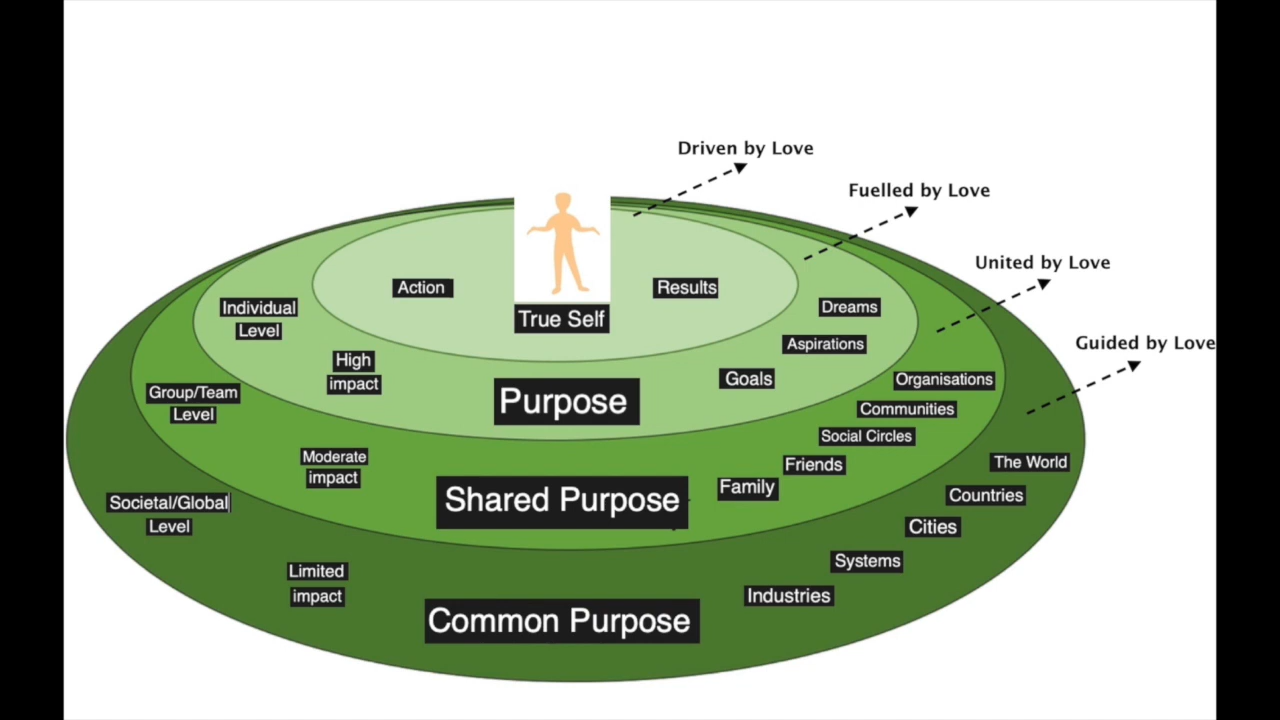 Driven by Love
Fuelled by Love
United by Love
Guided by Love
Action
Results
True Self
Individual
Level
High
impact
Purpose
Dreams
Aspirations
Goals
Group/Team
Level
Moderate
impact
Shared Purpose
Organisations
Communities
Social Circles
Friends
Family
Societal/Global
Level
Limited
impact
Common Purpose
The World
Countries
Cities
Systems
Industries